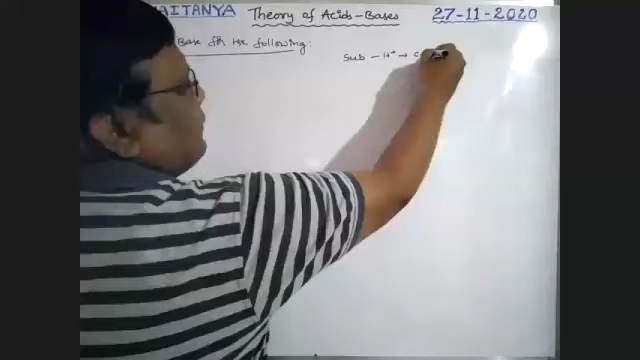 AITANYA Theory of Acids-Bases 27-11-2020
Base for the following:
Sub - H⁺ → C